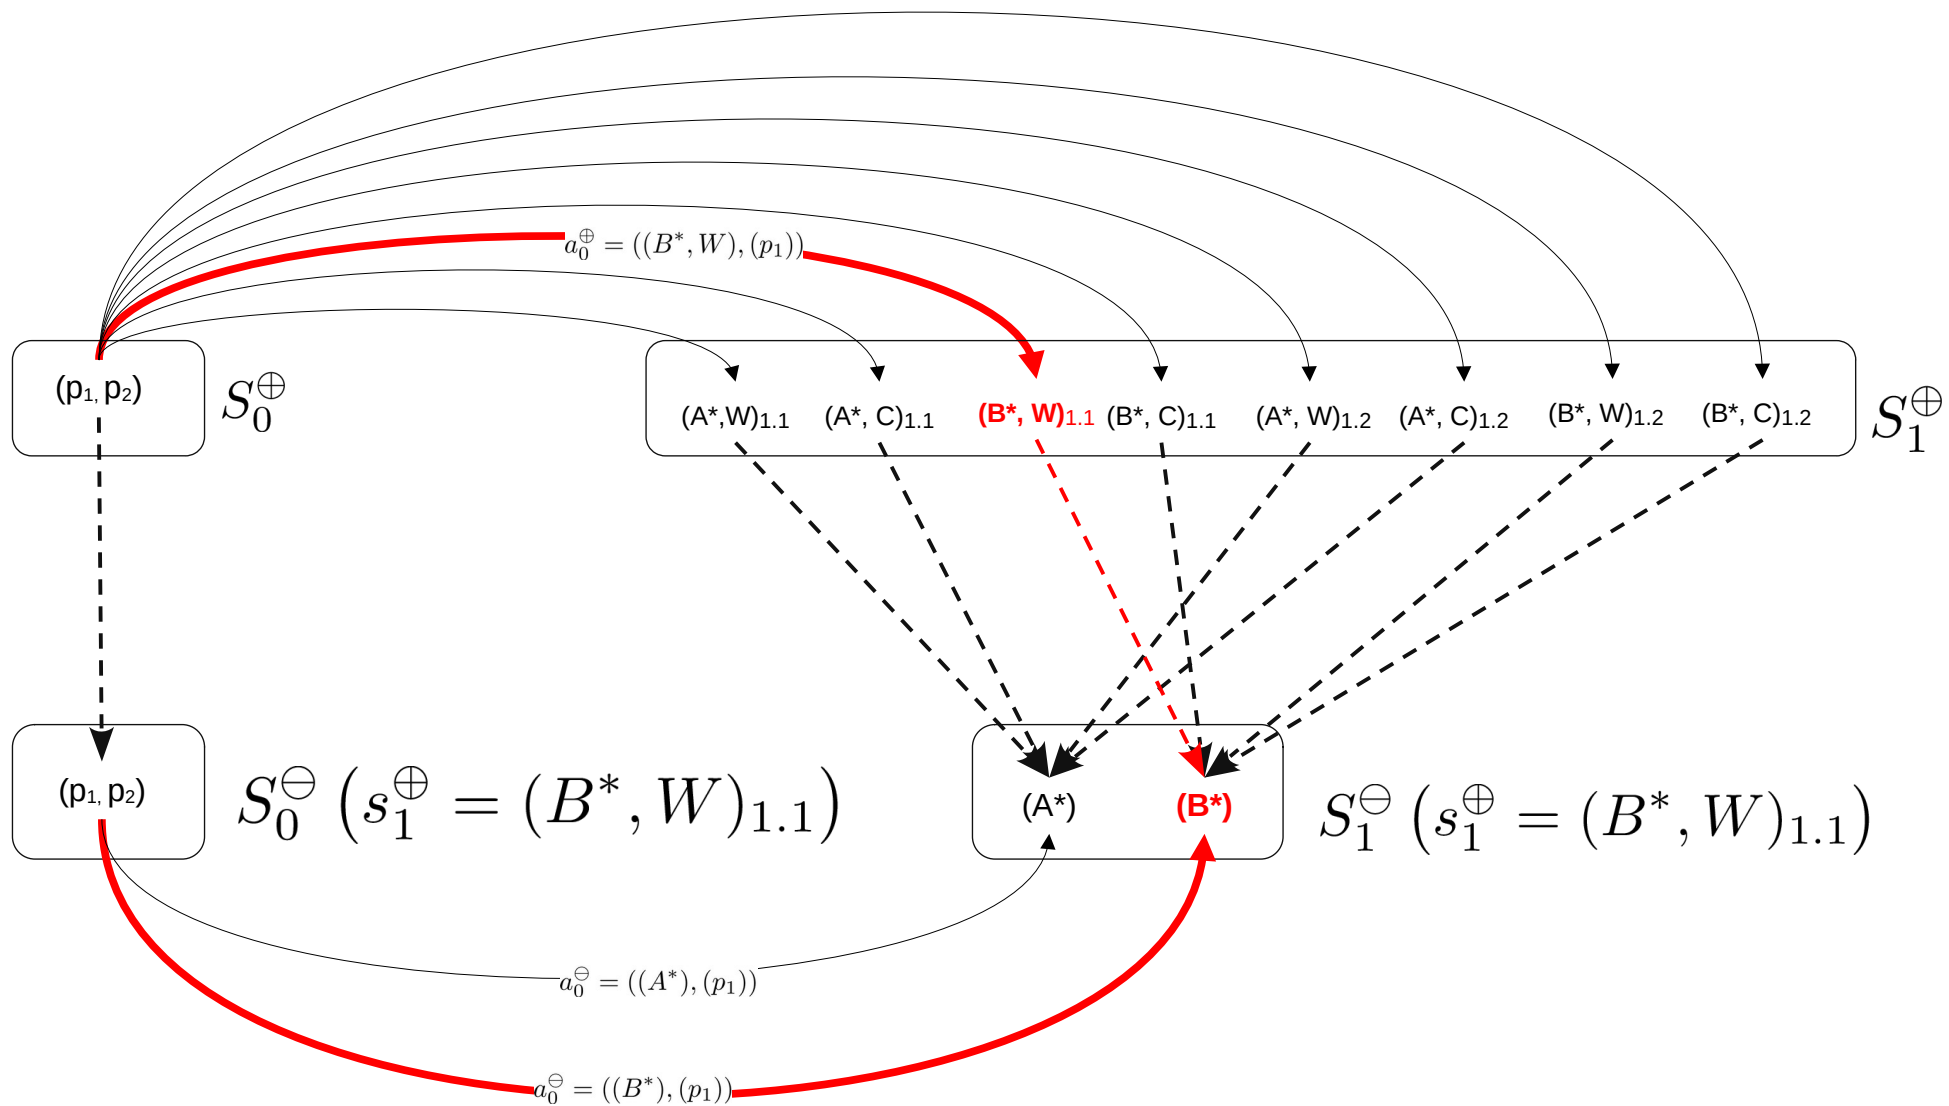 a₀^⊕ = ((B*, W), (p₁))
(p₁, p₂)
S₀^⊕
(A*,W)1.1
(A*, C)1.1
(B*, W)1.1
(B*, C)1.1
(A*, W)1.2
(A*, C)1.2
(B*, W)1.2
(B*, C)1.2
S₁^⊕
(p₁, p₂)
S₀^⊖ (s₁^⊕ = (B*, W)1.1)
(A*)
(B*)
S₁^⊖ (s₁^⊕ = (B*, W)1.1)
a₀^⊖ = ((A*), (p₁))
a₀^⊖ = ((B*), (p₁))